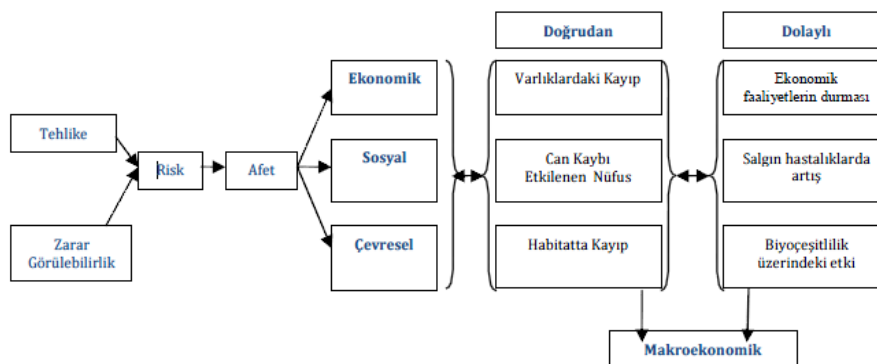 Doğrudan
Dolaylı
Ekonomik
Varlıklardaki Kayıp
Ekonomik
faaliyetlerin durması
Tehlike
Risk
Afet
Sosyal
Can Kaybı
Etkilenen Nüfus
Salgın hastalıklarda
artış
Zarar
Görülebilirlik
Çevresel
Habitatta Kayıp
Biyoçeşitlilik
üzerindeki etki
Makroekonomik